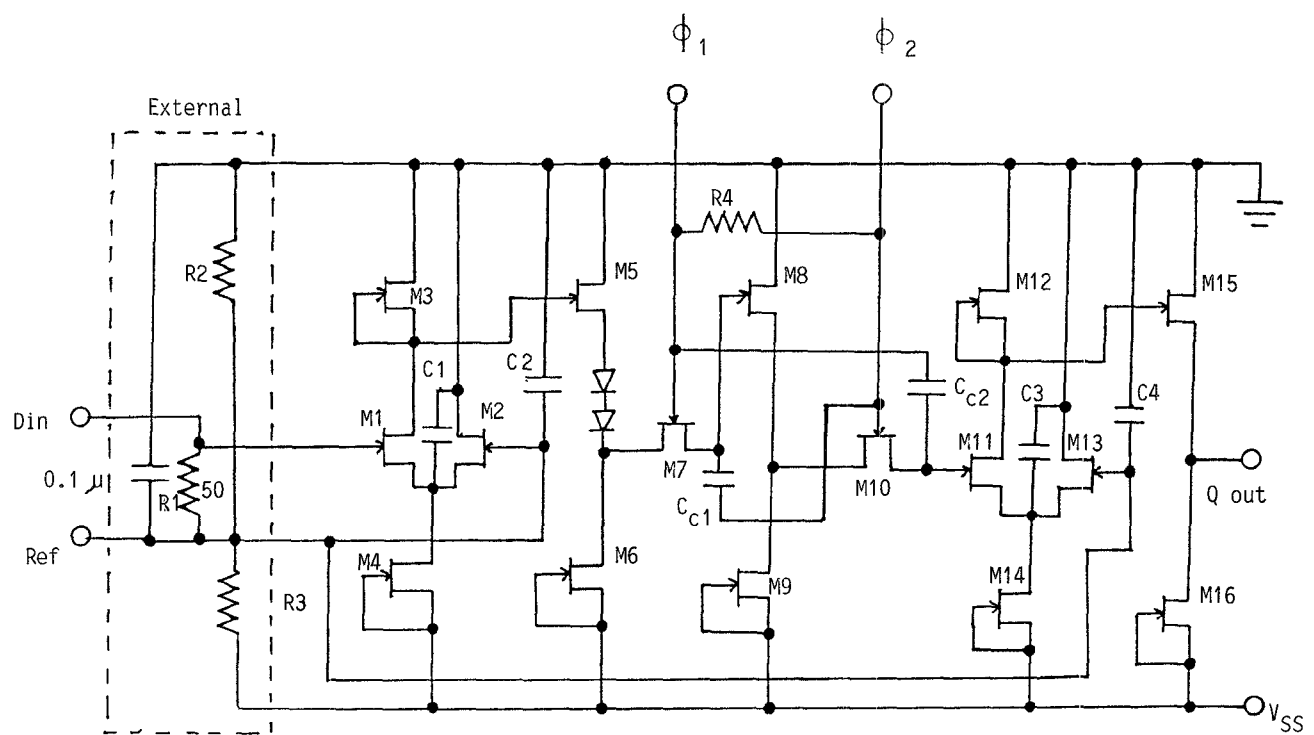 ϕ1
ϕ2
External
R4
R2
M5
M8
M3
M12
M15
C1
C2
C3
C4
Cc2
Din
M1
M2
M11
M13
M7
M10
0.1 μ
R1
50
Q out
Cc1
Ref
M4
M6
M9
M14
M16
R3
VSS